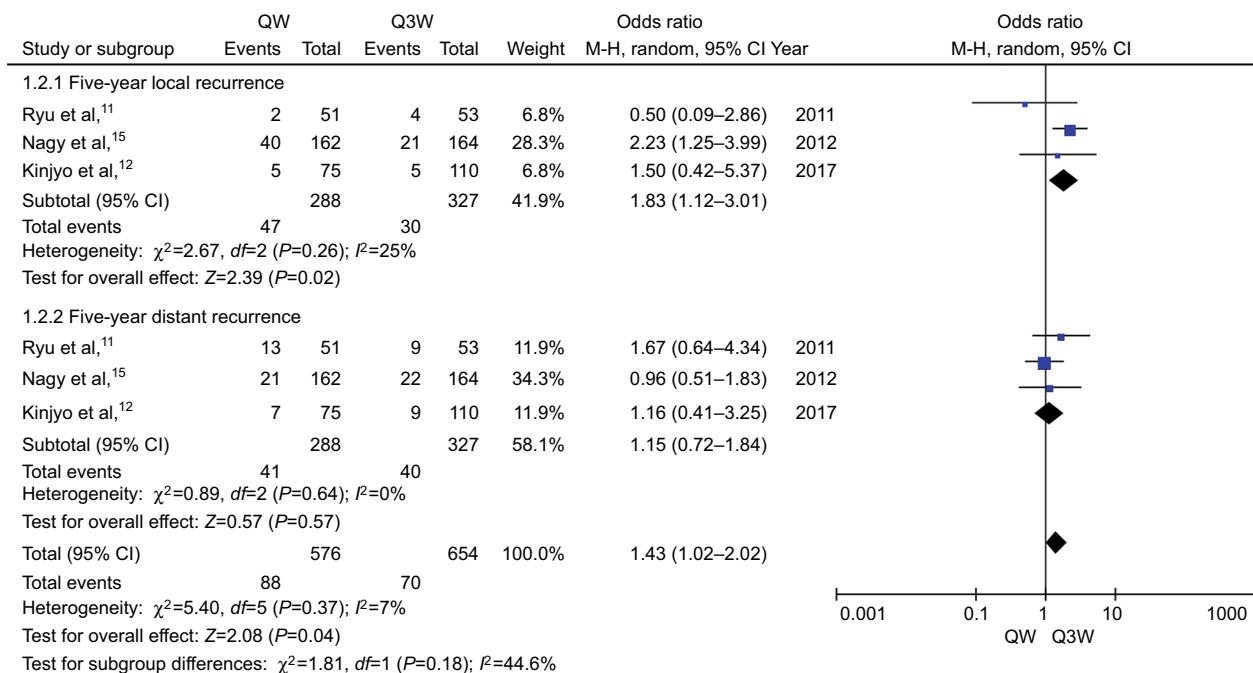 QW Q3W Odds ratio Odds ratio
Study or subgroup Events Total Events Total Weight M-H, random, 95% CI Year M-H, random, 95% CI
1.2.1 Five-year local recurrence
Ryu et al,11 2 51 4 53 6.8% 0.50 (0.09–2.86) 2011
Nagy et al,15 40 162 21 164 28.3% 2.23 (1.25–3.99) 2012
Kinjyo et al,12 5 75 5 110 6.8% 1.50 (0.42–5.37) 2017
Subtotal (95% CI) 288 327 41.9% 1.83 (1.12–3.01)
Total events 47 30
Heterogeneity: χ2=2.67, df=2 (P=0.26); I2=25%
Test for overall effect: Z=2.39 (P=0.02)
1.2.2 Five-year distant recurrence
Ryu et al,11 13 51 9 53 11.9% 1.67 (0.64–4.34) 2011
Nagy et al,15 21 162 22 164 34.3% 0.96 (0.51–1.83) 2012
Kinjyo et al,12 7 75 9 110 11.9% 1.16 (0.41–3.25) 2017
Subtotal (95% CI) 288 327 58.1% 1.15 (0.72–1.84)
Total events 41 40
Heterogeneity: χ2=0.89, df=2 (P=0.64); I2=0%
Test for overall effect: Z=0.57 (P=0.57)
Total (95% CI) 576 654 100.0% 1.43 (1.02–2.02)
Total events 88 70
Heterogeneity: χ2=5.40, df=5 (P=0.37); I2=7%
Test for overall effect: Z=2.08 (P=0.04)
Test for subgroup differences: χ2=1.81, df=1 (P=0.18); I2=44.6%
0.001 0.1 1 10 1000
QW Q3W